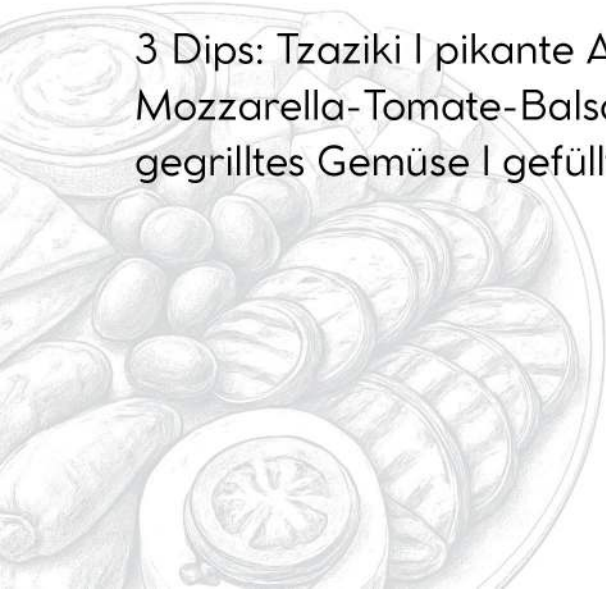 3 Dips: Tzaziki I pikante
Mozzarella-Tomate-
gegrilltes Gemüse I